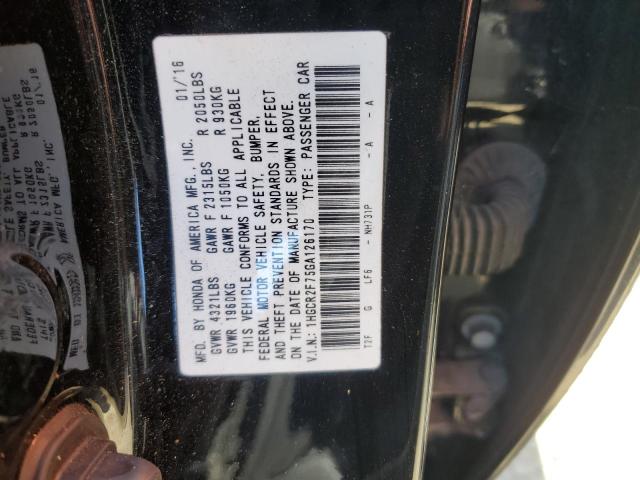 MFD. BY HONDA OF AMERICA MFG., INC. 01/16
GVWR 4321LBS GAWR F 2315LBS R 2050LBS
GVWR 1960KG GAWR F 1050KG R 930KG
THIS VEHICLE CONFORMS TO ALL APPLICABLE
FEDERAL MOTOR VEHICLE SAFETY, BUMPER,
AND THEFT PREVENTION STANDARDS IN EFFECT
ON THE DATE OF MANUFACTURE SHOWN ABOVE.
V.I.N.: 1HGCR2F75GA126170 TYPE: PASSENGER CAR
T2F G LF6 - NH731P - A - A